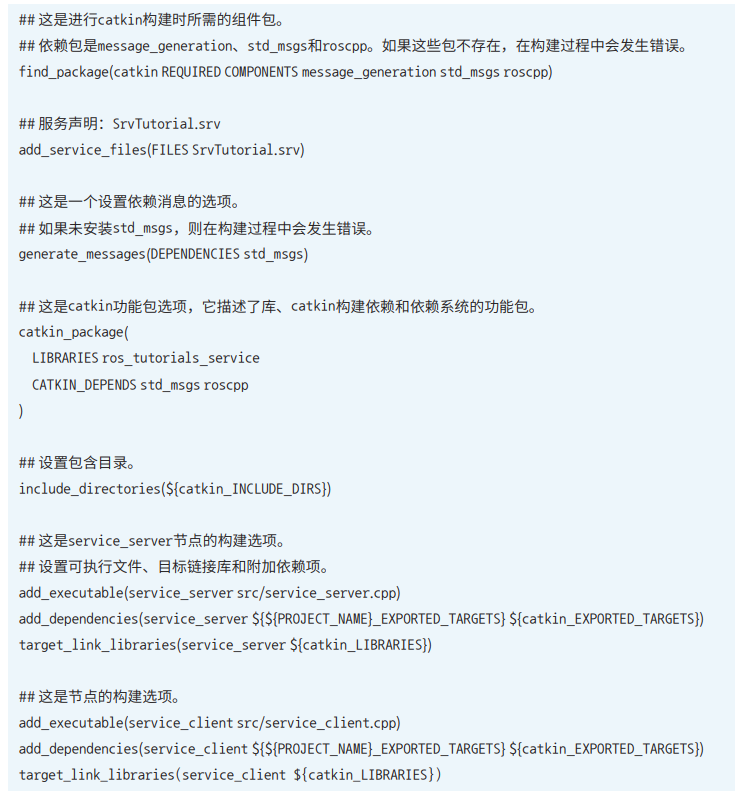 ## 这是进行catkin构建时所需的组件包。
## 依赖包是message_generation、std_msgs和roscpp。如果这些包不存在，在构建过程中会发生错误。
find_package(catkin REQUIRED COMPONENTS message_generation std_msgs roscpp)
## 服务声明：SrvTutorial.srv
add_service_files(FILES SrvTutorial.srv)
## 这是一个设置依赖消息的选项。
## 如果未安装std_msgs，则在构建过程中会发生错误。
generate_messages(DEPENDENCIES std_msgs)
## 这是catkin功能包选项，它描述了库、catkin构建依赖和依赖系统的功能包。
catkin_package(
LIBRARIES ros_tutorials_service
CATKIN_DEPENDS std_msgs roscpp
)
## 设置包含目录。
include_directories(${catkin_INCLUDE_DIRS})
## 这是service_server节点的构建选项。
## 设置可执行文件、目标链接库和附加依赖项。
add_executable(service_server src/service_server.cpp)
add_dependencies(service_server ${${PROJECT_NAME}_EXPORTED_TARGETS} ${catkin_EXPORTED_TARGETS})
target_link_libraries(service_server ${catkin_LIBRARIES})
## 这是节点的构建选项。
add_executable(service_client src/service_client.cpp)
add_dependencies(service_client ${${PROJECT_NAME}_EXPORTED_TARGETS} ${catkin_EXPORTED_TARGETS})
target_link_libraries(service_client ${catkin_LIBRARIES})